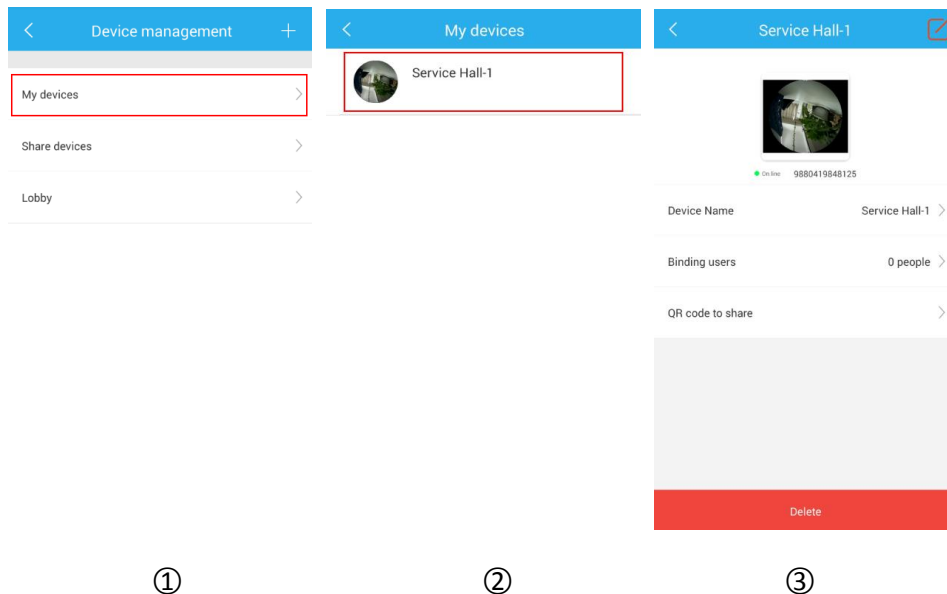 Device management
My devices
Share devices
Lobby
①
My devices
Service Hall-1
②
Service Hall-1
On line 9880419848125
Device Name Service Hall-1
Binding users 0 people
QR code to share
Delete
③